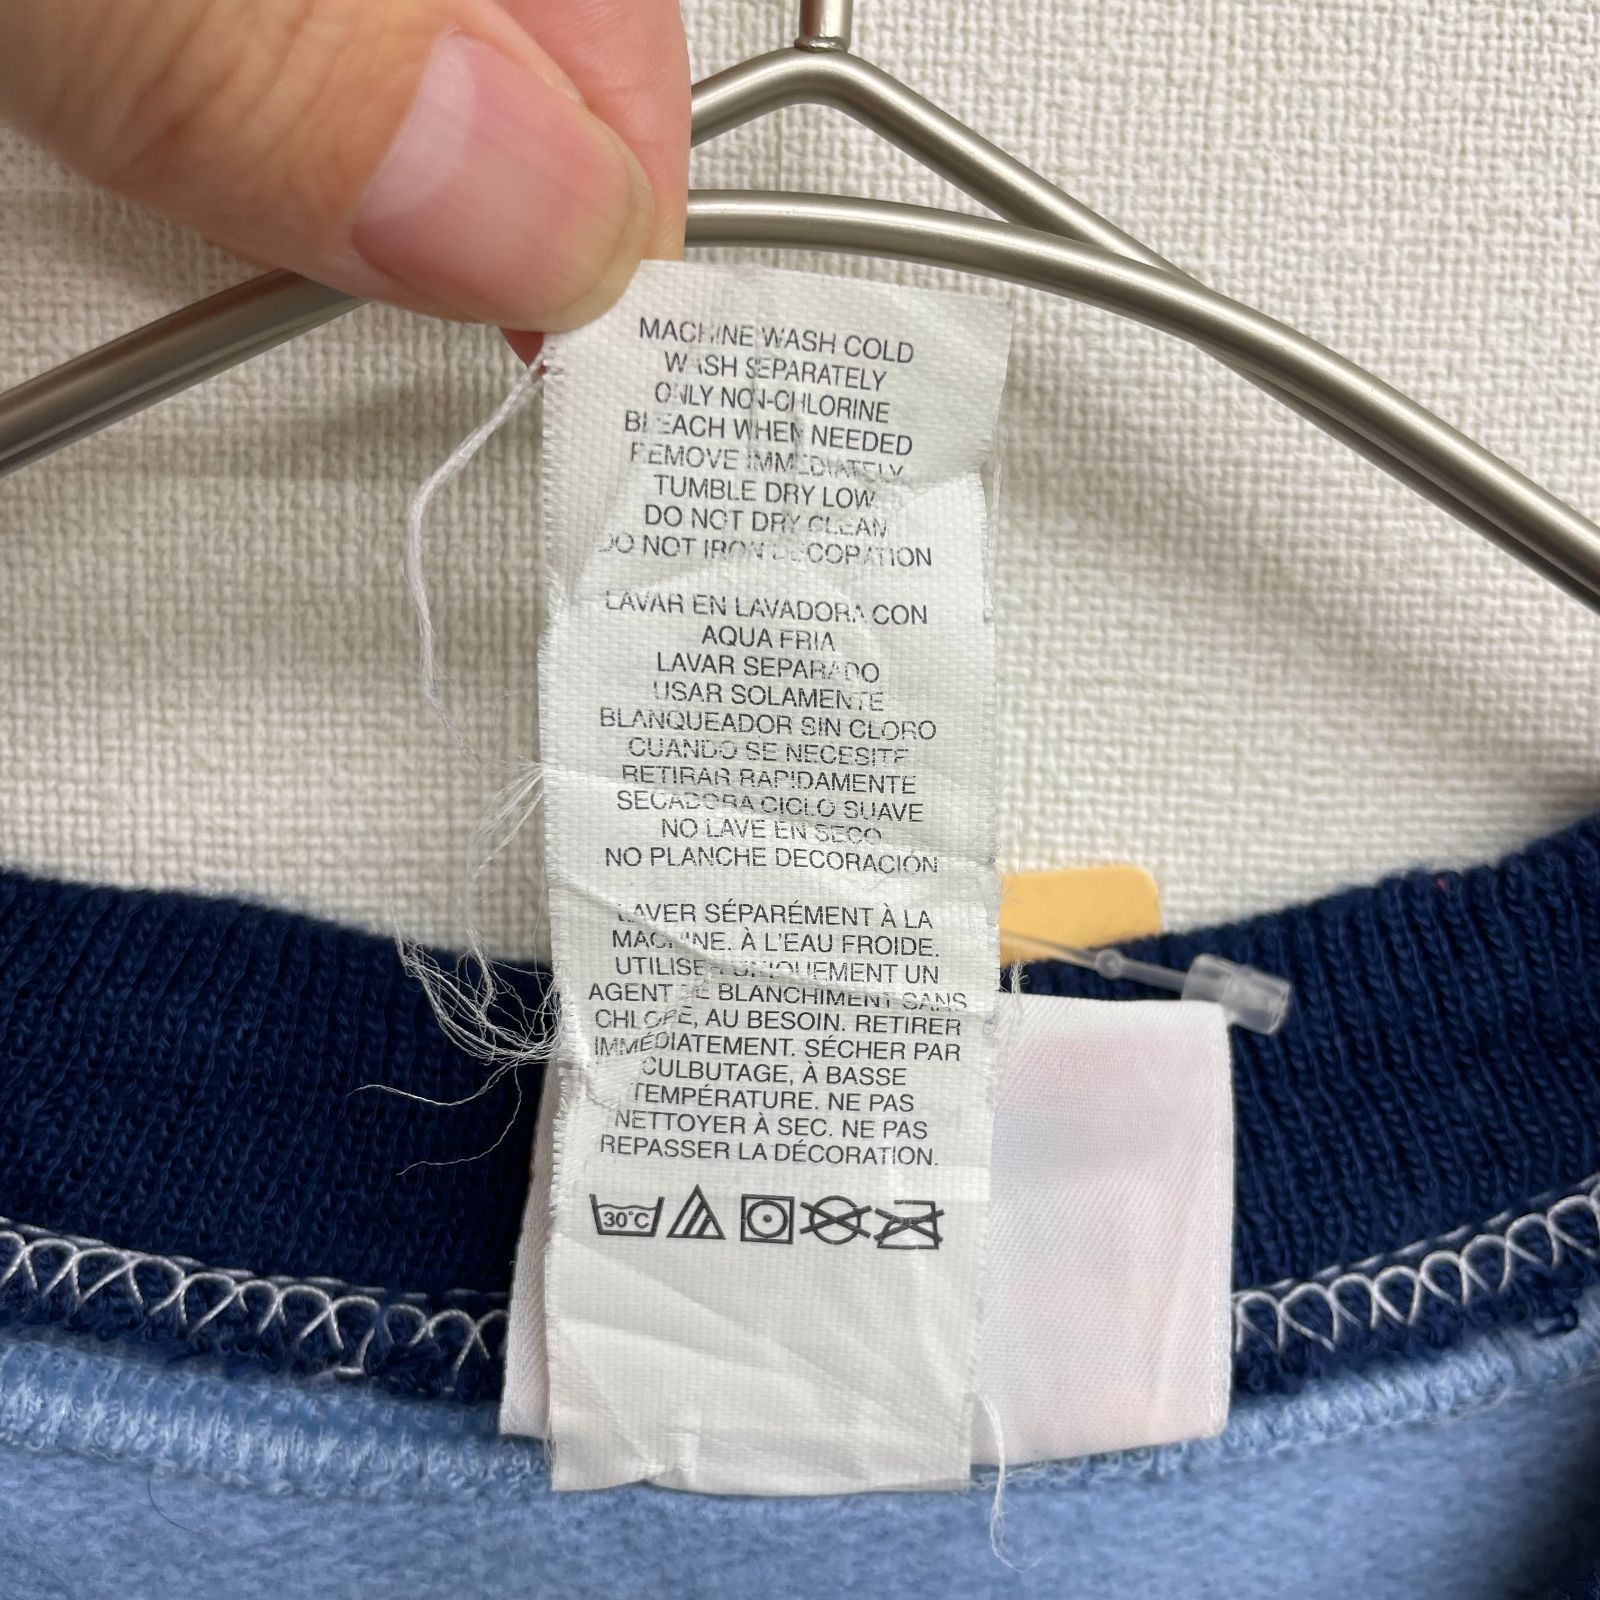 MACHINE WASH COLD
WASH SEPARATELY
ONLY NON-CHLORINE
BLEACH WHEN NEEDED
REMOVE IMMEDIATELY
TUMBLE DRY LOW
DO NOT DRY CLEAN
DO NOT IRON DECORATION
LAVAR EN LAVADORA CON
AQUA FRIA
LAVAR SEPARADO
USAR SOLAMENTE
BLANQUEADOR SIN CLORO
CUANDO SE NECESITE
RETIRAR RAPIDAMENTE
SECADORA CICLO SUAVE
NO LAVE EN SECO
NO PLANCHE DECORACIÓN
LAVER SÉPARÉMENT À LA
MACHINE. À L'EAU FROIDE.
UTILISER UNIQUEMENT UN
AGENT DE BLANCHIMENT SANS
CHLORE, AU BESOIN. RETIRER
IMMÉDIATEMENT. SÉCHER PAR
CULBUTAGE, À BASSE
TEMPÉRATURE. NE PAS
NETTOYER À SEC. NE PAS
REPASSER LA DÉCORATION.
30°C